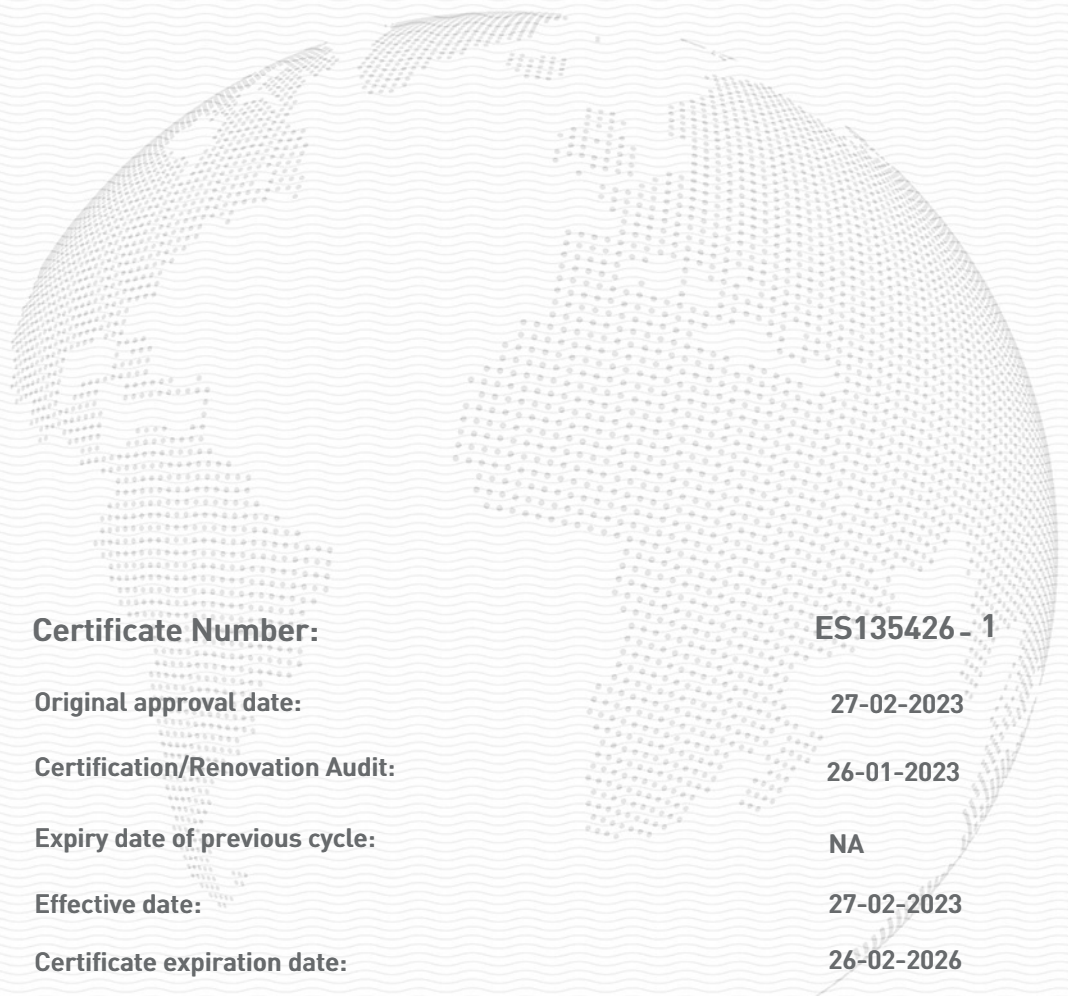 Certificate Number: ES135426- 1
Original approval date: 27-02-2023
Certification/Renovation Audit: 26-01-2023
Expiry date of previous cycle: NA
Effective date: 27-02-2023
Certificate expiration date: 26-02-2026